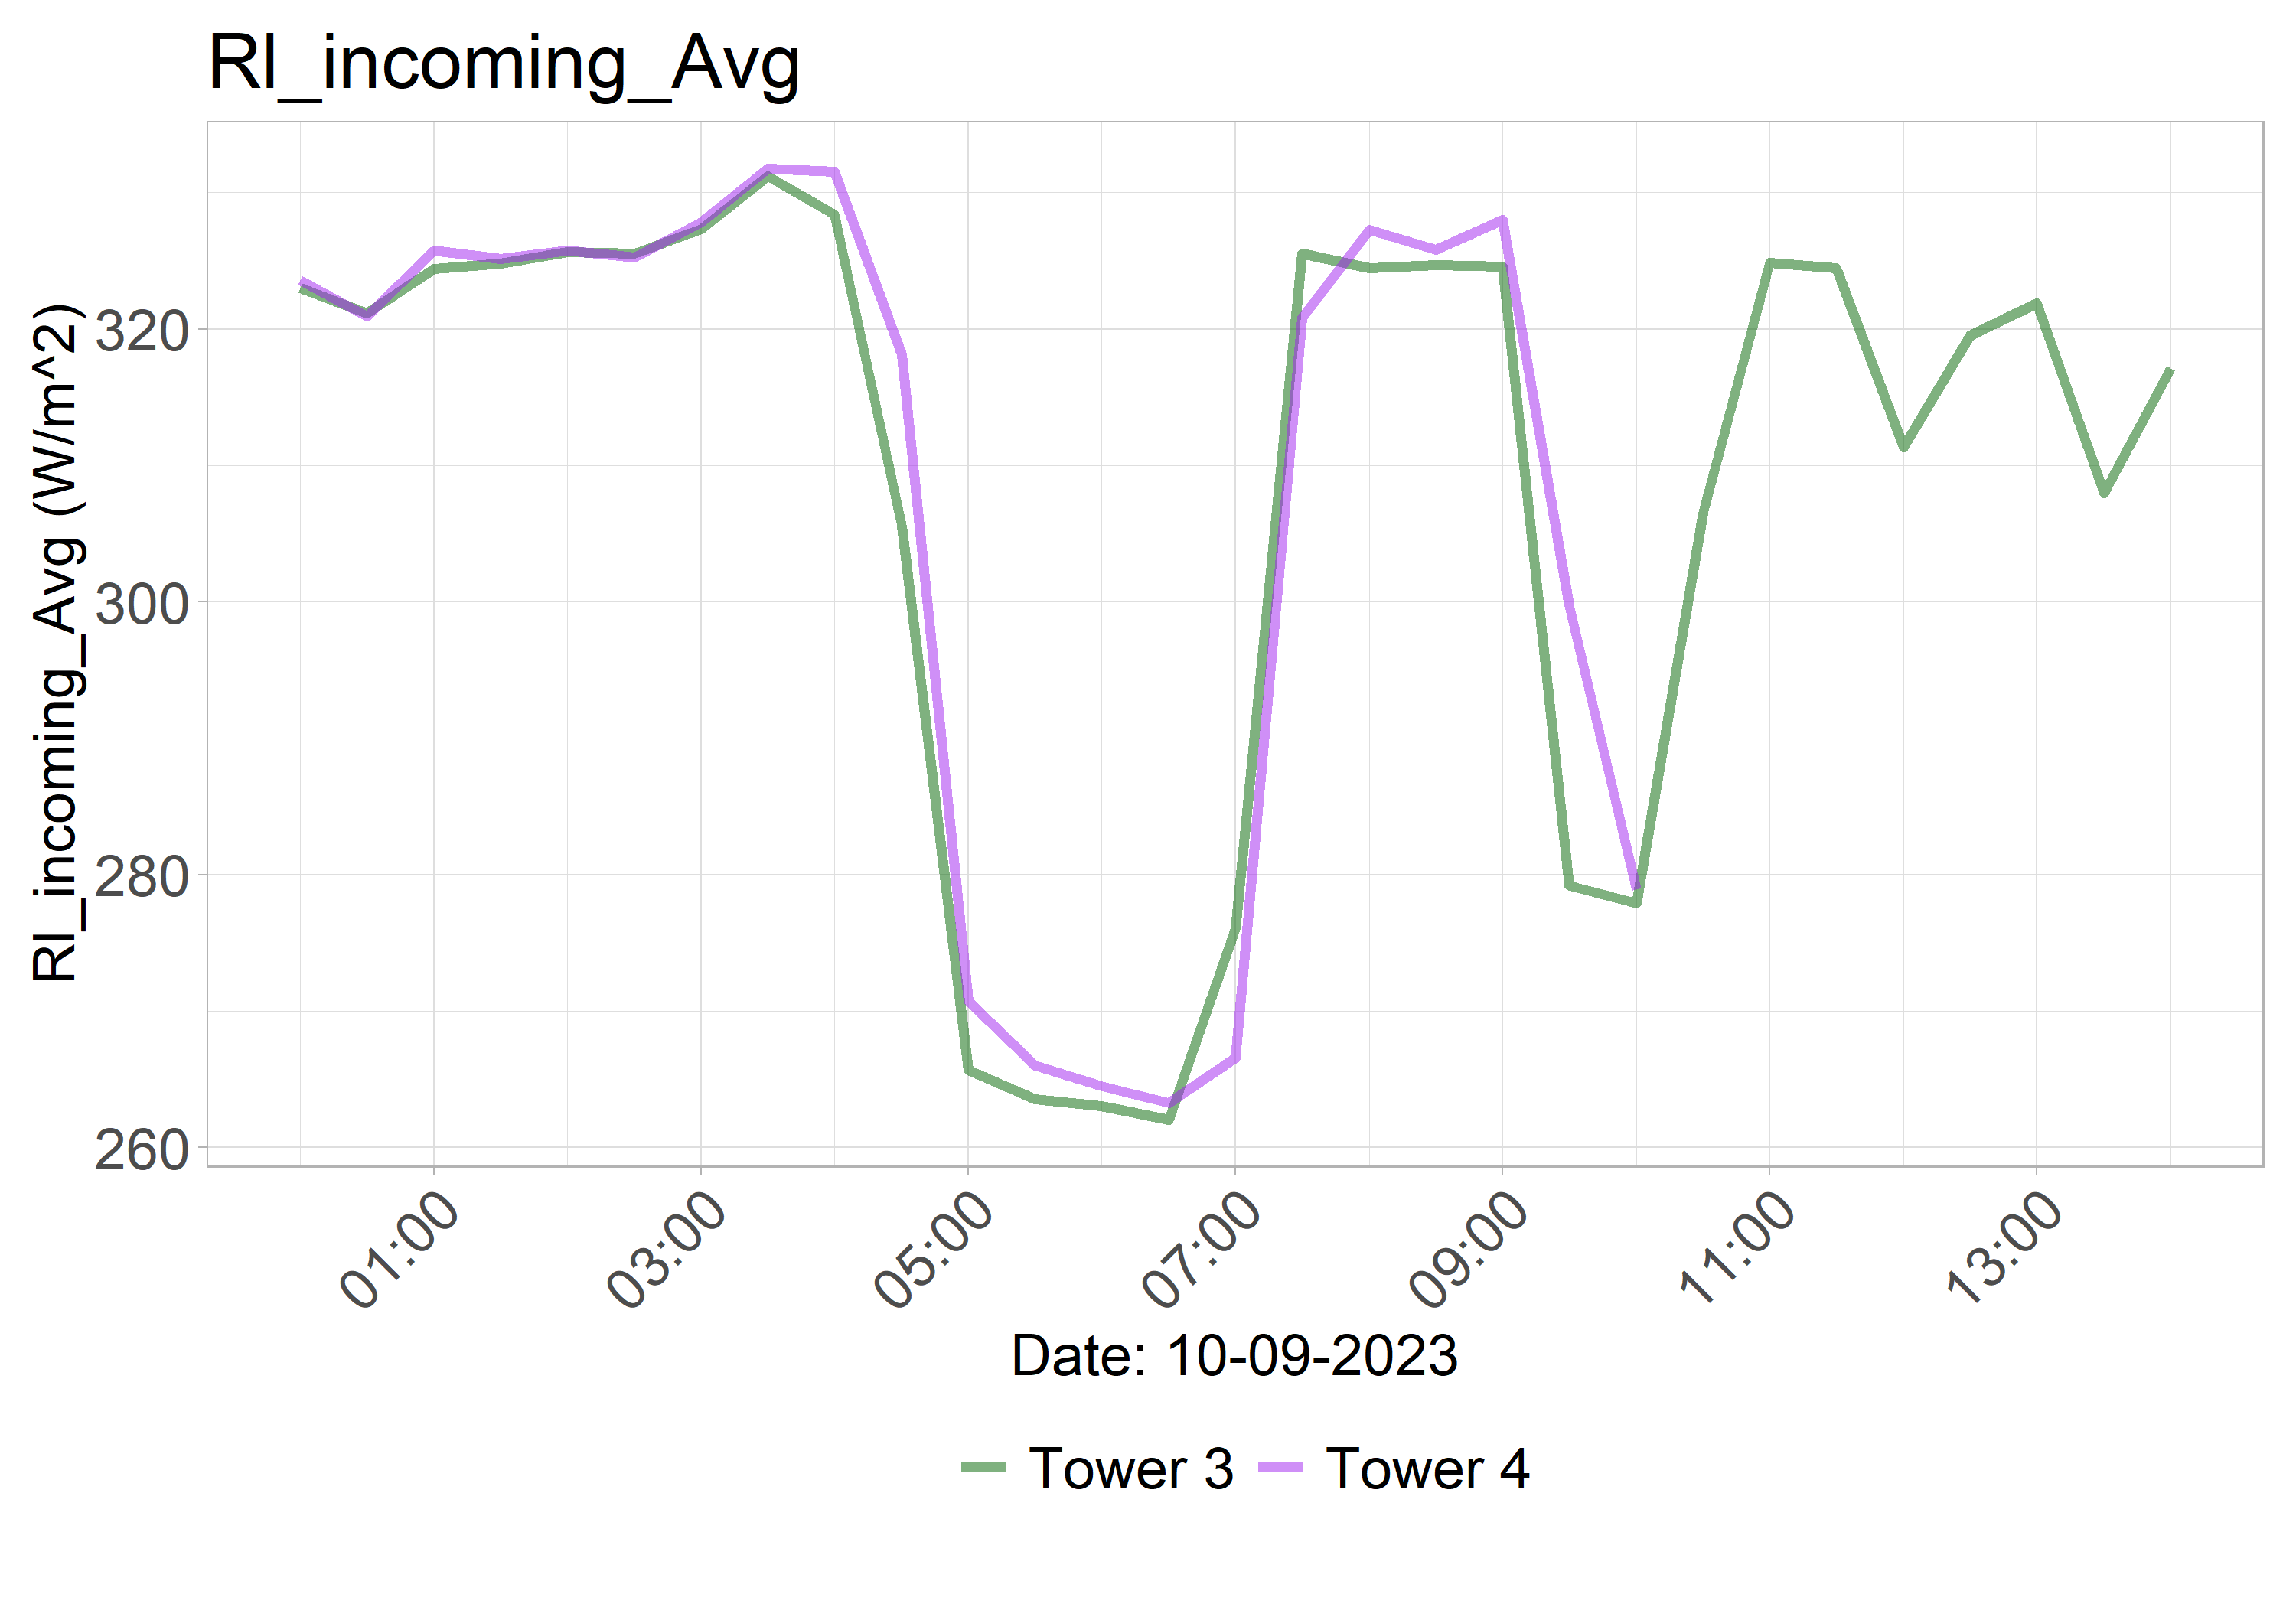 Rl_incoming_Avg
Rl_incoming_Avg (W/m^2)
320
300
280
260
01:00
03:00
05:00
07:00
09:00
11:00
13:00
Date: 10-09-2023
Tower 3
Tower 4